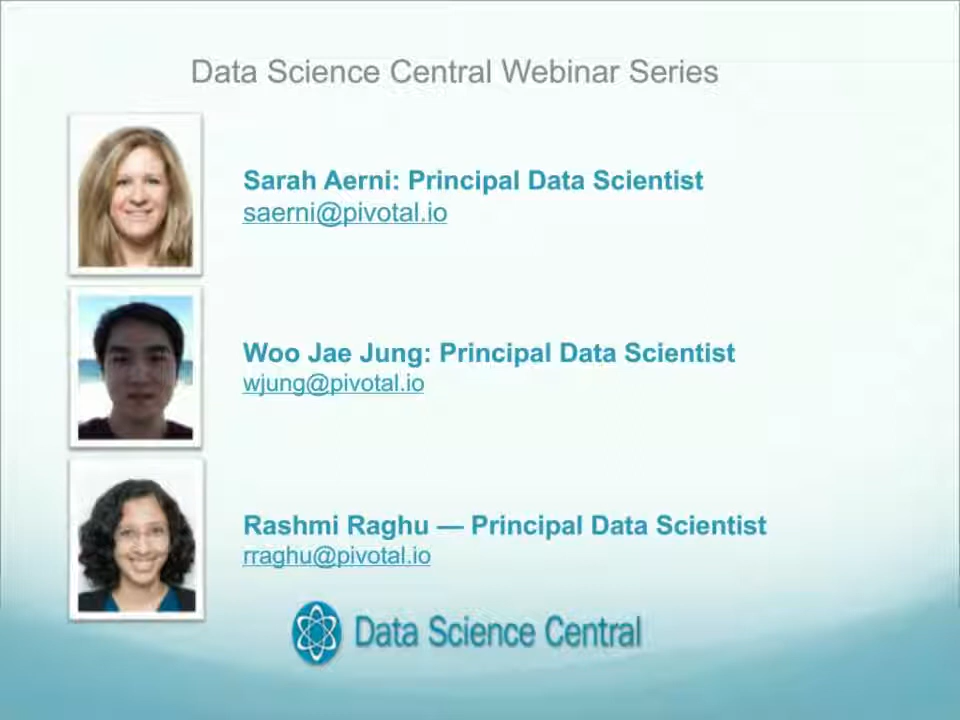 Data Science Central Webinar Series
Sarah Aerni: Principal Data Scientist
saerni@pivotal.io
Woo Jae Jung: Principal Data Scientist
wjung@pivotal.io
Rashmi Raghu — Principal Data Scientist
rraghu@pivotal.io
Data Science Central